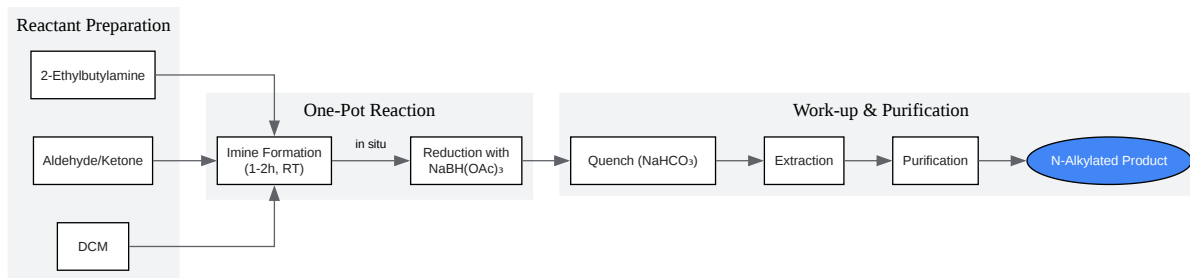 Reactant Preparation
2-Ethylbutylamine
Aldehyde/Ketone
DCM
One-Pot Reaction
Imine Formation
(1-2h, RT)
in situ
Reduction with
NaBH(OAc)₃
Work-up & Purification
Quench (NaHCO₃)
Extraction
Purification
N-Alkylated Product